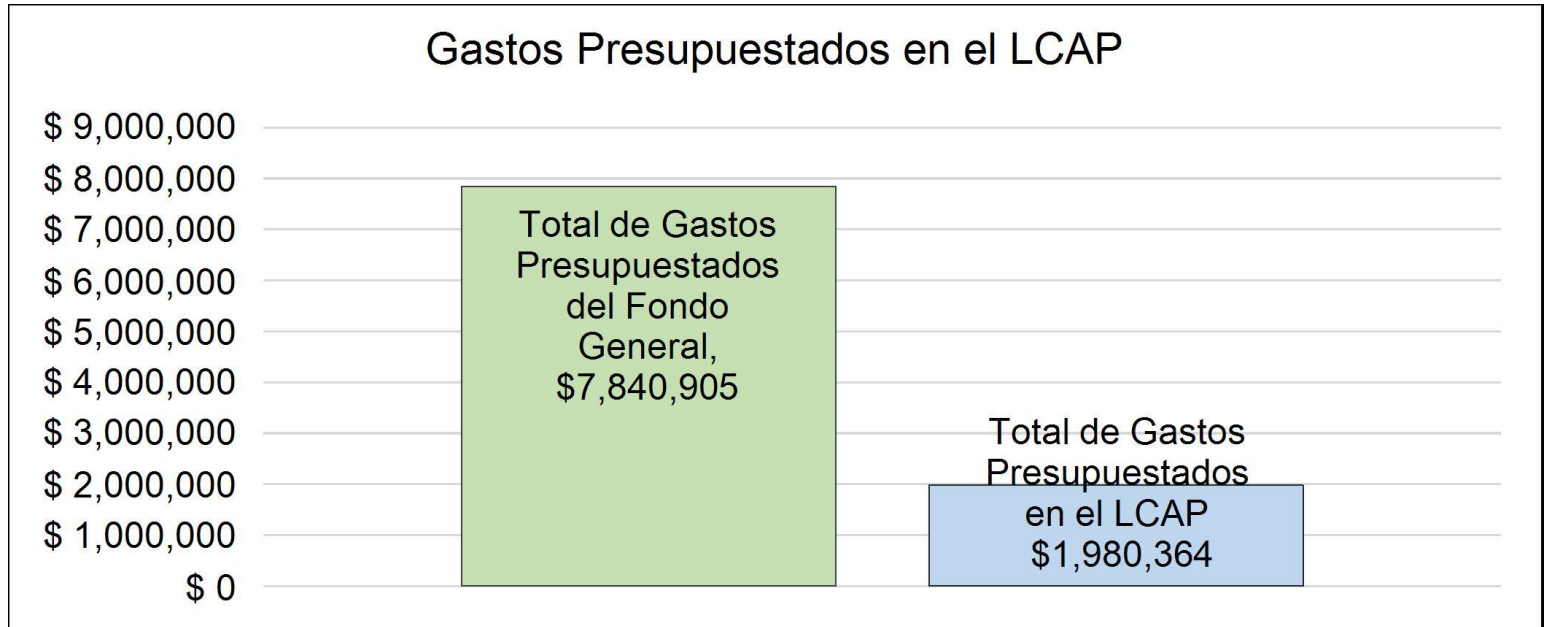 Gastos Presupuestados en el LCAP
$ 9,000,000
$ 8,000,000
$ 7,000,000
$ 6,000,000
$ 5,000,000
$ 4,000,000
$ 3,000,000
$ 2,000,000
$ 1,000,000
$ 0
Total de Gastos
Presupuestados
del Fondo
General,
$7,840,905
Total de Gastos
Presupuestados
en el LCAP
$1,980,364